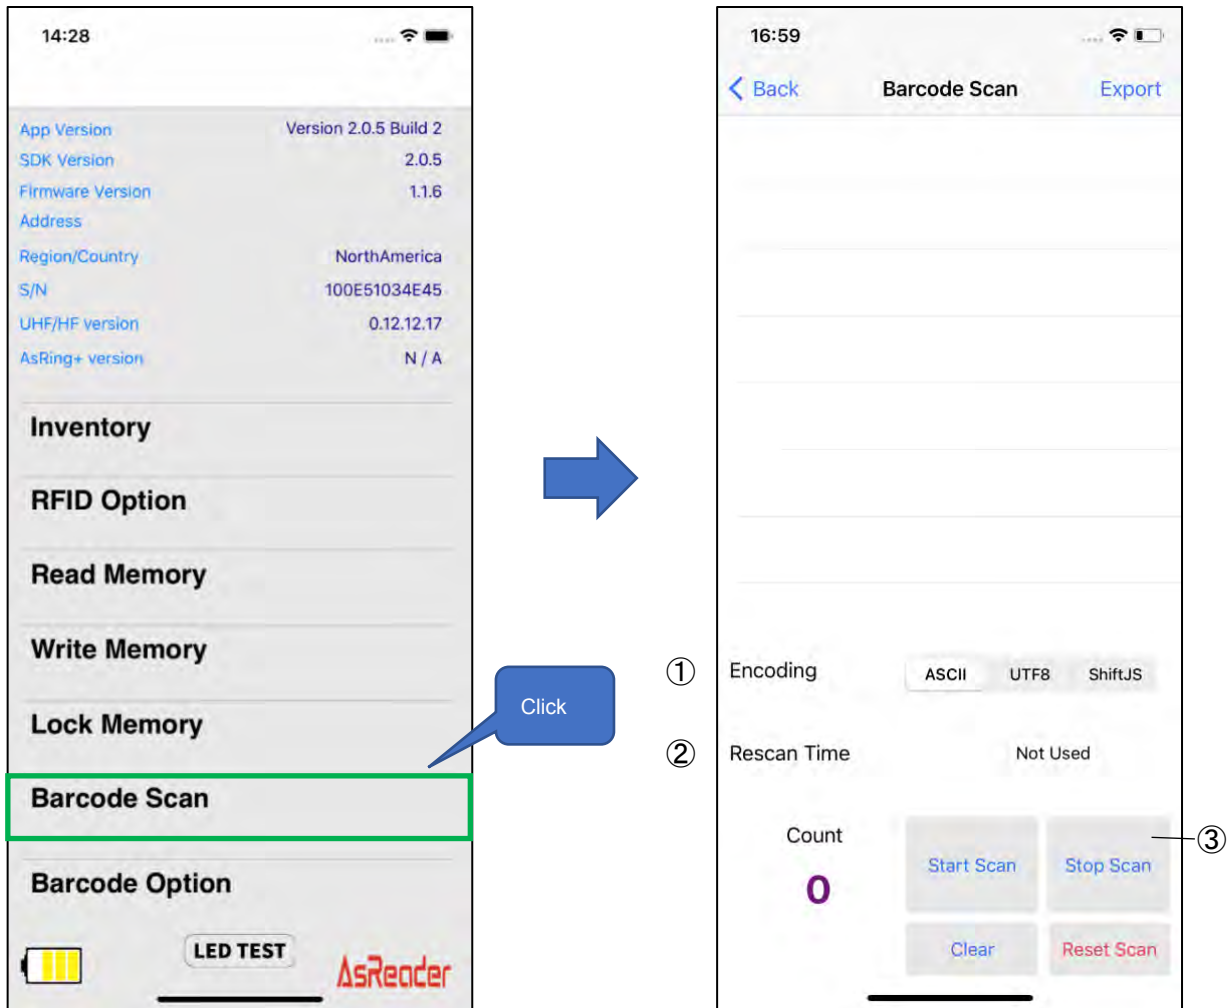 14:28
App Version Version 2.0.5 Build 2
SDK Version 2.0.5
Firmware Version 1.1.6
Address
Region/Country NorthAmerica
S/N 100E51034E45
UHF/HF version 0.12.12.17
AsRing+ version N / A
Inventory
RFID Option
Read Memory
Write Memory
Lock Memory
Barcode Scan
Barcode Option
LED TEST
AsReader
Click
16:59
Back Barcode Scan Export
① Encoding ASCII UTF8 ShiftJS
② Rescan Time Not Used
Count
0
Start Scan Stop Scan ③
Clear Reset Scan